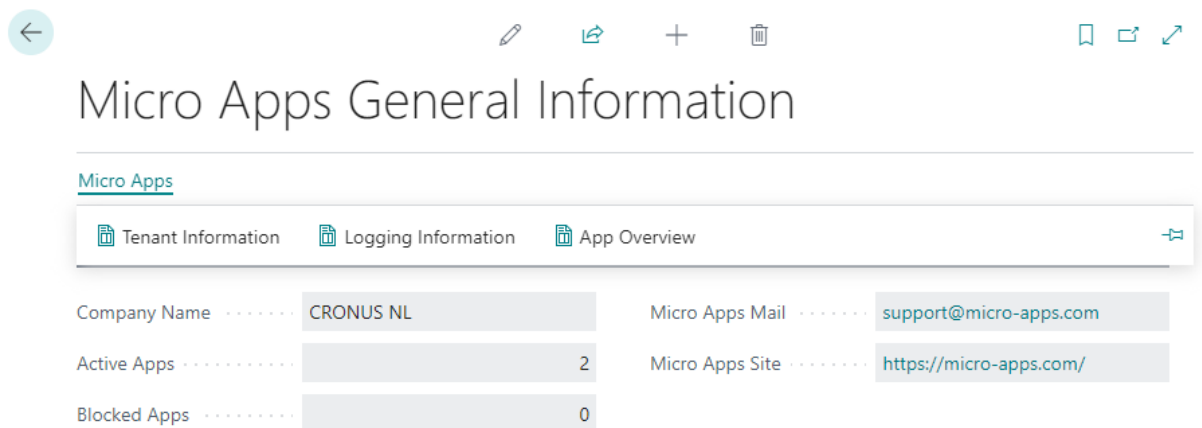 Micro Apps General Information
Micro Apps
Tenant Information Logging Information App Overview
Company Name CRONUS NL Micro Apps Mail support@micro-apps.com
Active Apps 2 Micro Apps Site https://micro-apps.com/
Blocked Apps 0